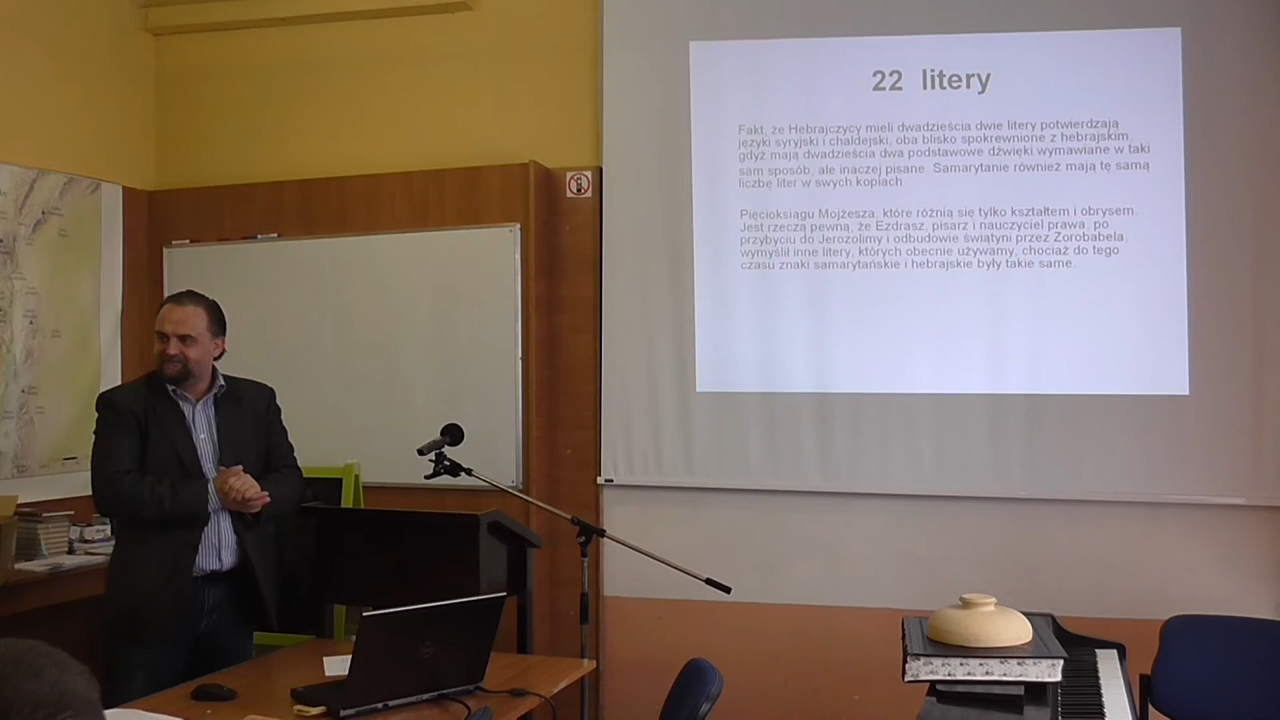 22 litery
Fakt, że Hebrajczycy mieli dwadzieścia dwie litery potwierdzają
języki syryjski i chaldejski, oba blisko spokrewnione z hebrajskim,
gdyż mają dwadzieścia dwa podstawowe dźwięki wymawiane w taki
sam sposób, ale inaczej pisane. Samarytanie również mają tę samą
liczbę liter w swych kopiach
Pięcioksiągu Mojżesza, które różnią się tylko kształtem i obrysem.
Jest rzeczą pewną, że Ezdrasz, pisarz i nauczyciel prawa, po
przybyciu do Jerozolimy i odbudowie świątyni przez Zorobabela,
wymyślił inne litery, których obecnie używamy, chociaż do tego
czasu znaki samarytańskie i hebrajskie były takie same.